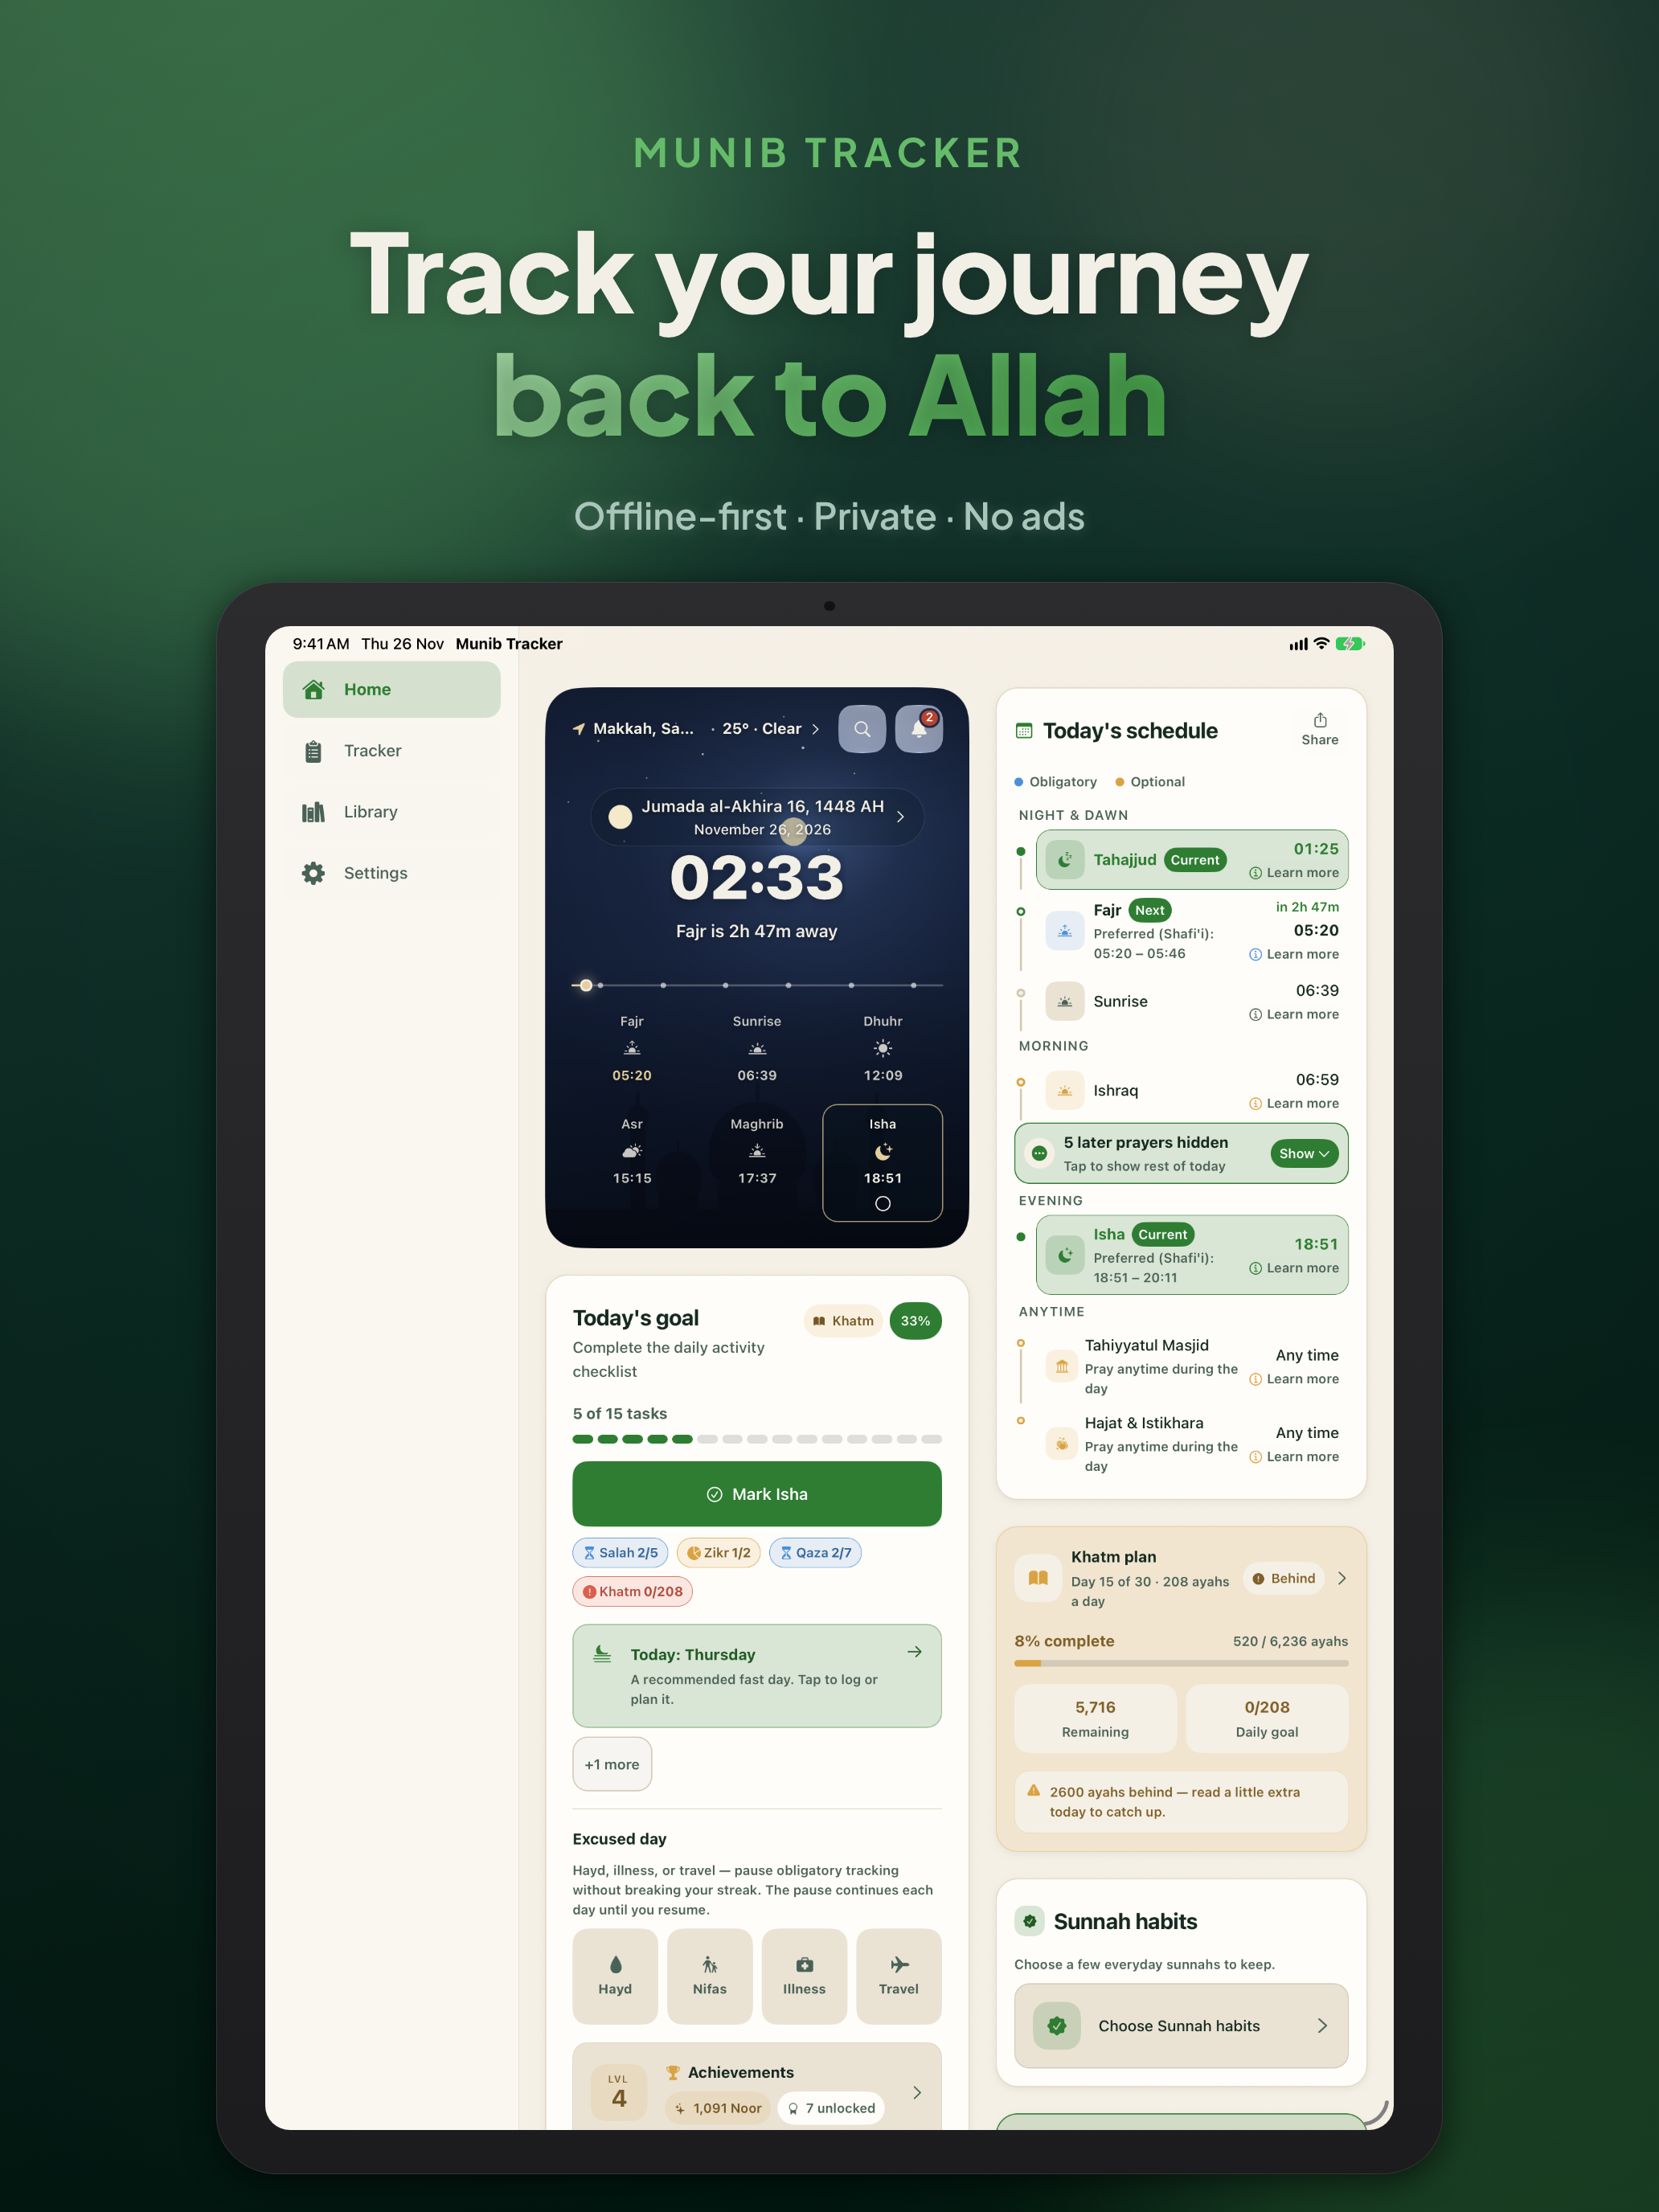 MUNIB TRACKER
Track your journey
back to Allah
Offline-first · Private · No ads
9:41 AM Thu 26 Nov Munib Tracker
Home
Tracker
Library
Settings
Makkah, Sa... · 25° · Clear
2
Jumada al-Akhira 16, 1448 AH
November 26, 2026
02:33
Fajr is 2h 47m away
Fajr Sunrise Dhuhr
05:20 06:39 12:09
Asr Maghrib Isha
15:15 17:37 18:51
Today's goal
Khatm 33%
Complete the daily activity
checklist
5 of 15 tasks
Mark Isha
Salah 2/5 Zikr 1/2 Qaza 2/7
Khatm 0/208
Today: Thursday
A recommended fast day. Tap to log or
plan it.
+1 more
Excused day
Hayd, illness, or travel — pause obligatory tracking
without breaking your streak. The pause continues each
day until you resume.
Hayd Nifas Illness Travel
LVL
4
Achievements
1,091 Noor 7 unlocked
Today's schedule
Share
Obligatory Optional
NIGHT & DAWN
Tahajjud Current 01:25
Learn more
Fajr Next in 2h 47m
Preferred (Shafi'i): 05:20
05:20 – 05:46 Learn more
Sunrise 06:39
Learn more
MORNING
Ishraq 06:59
Learn more
5 later prayers hidden
Tap to show rest of today
Show
EVENING
Isha Current 18:51
Preferred (Shafi'i): Learn more
18:51 – 20:11
ANYTIME
Tahiyyatul Masjid Any time
Pray anytime during the Learn more
day
Hajat & Istikhara Any time
Pray anytime during the Learn more
day
Khatm plan
Day 15 of 30 · 208 ayahs
a day
Behind
8% complete 520 / 6,236 ayahs
5,716 0/208
Remaining Daily goal
2600 ayahs behind — read a little extra
today to catch up.
Sunnah habits
Choose a few everyday sunnahs to keep.
Choose Sunnah habits